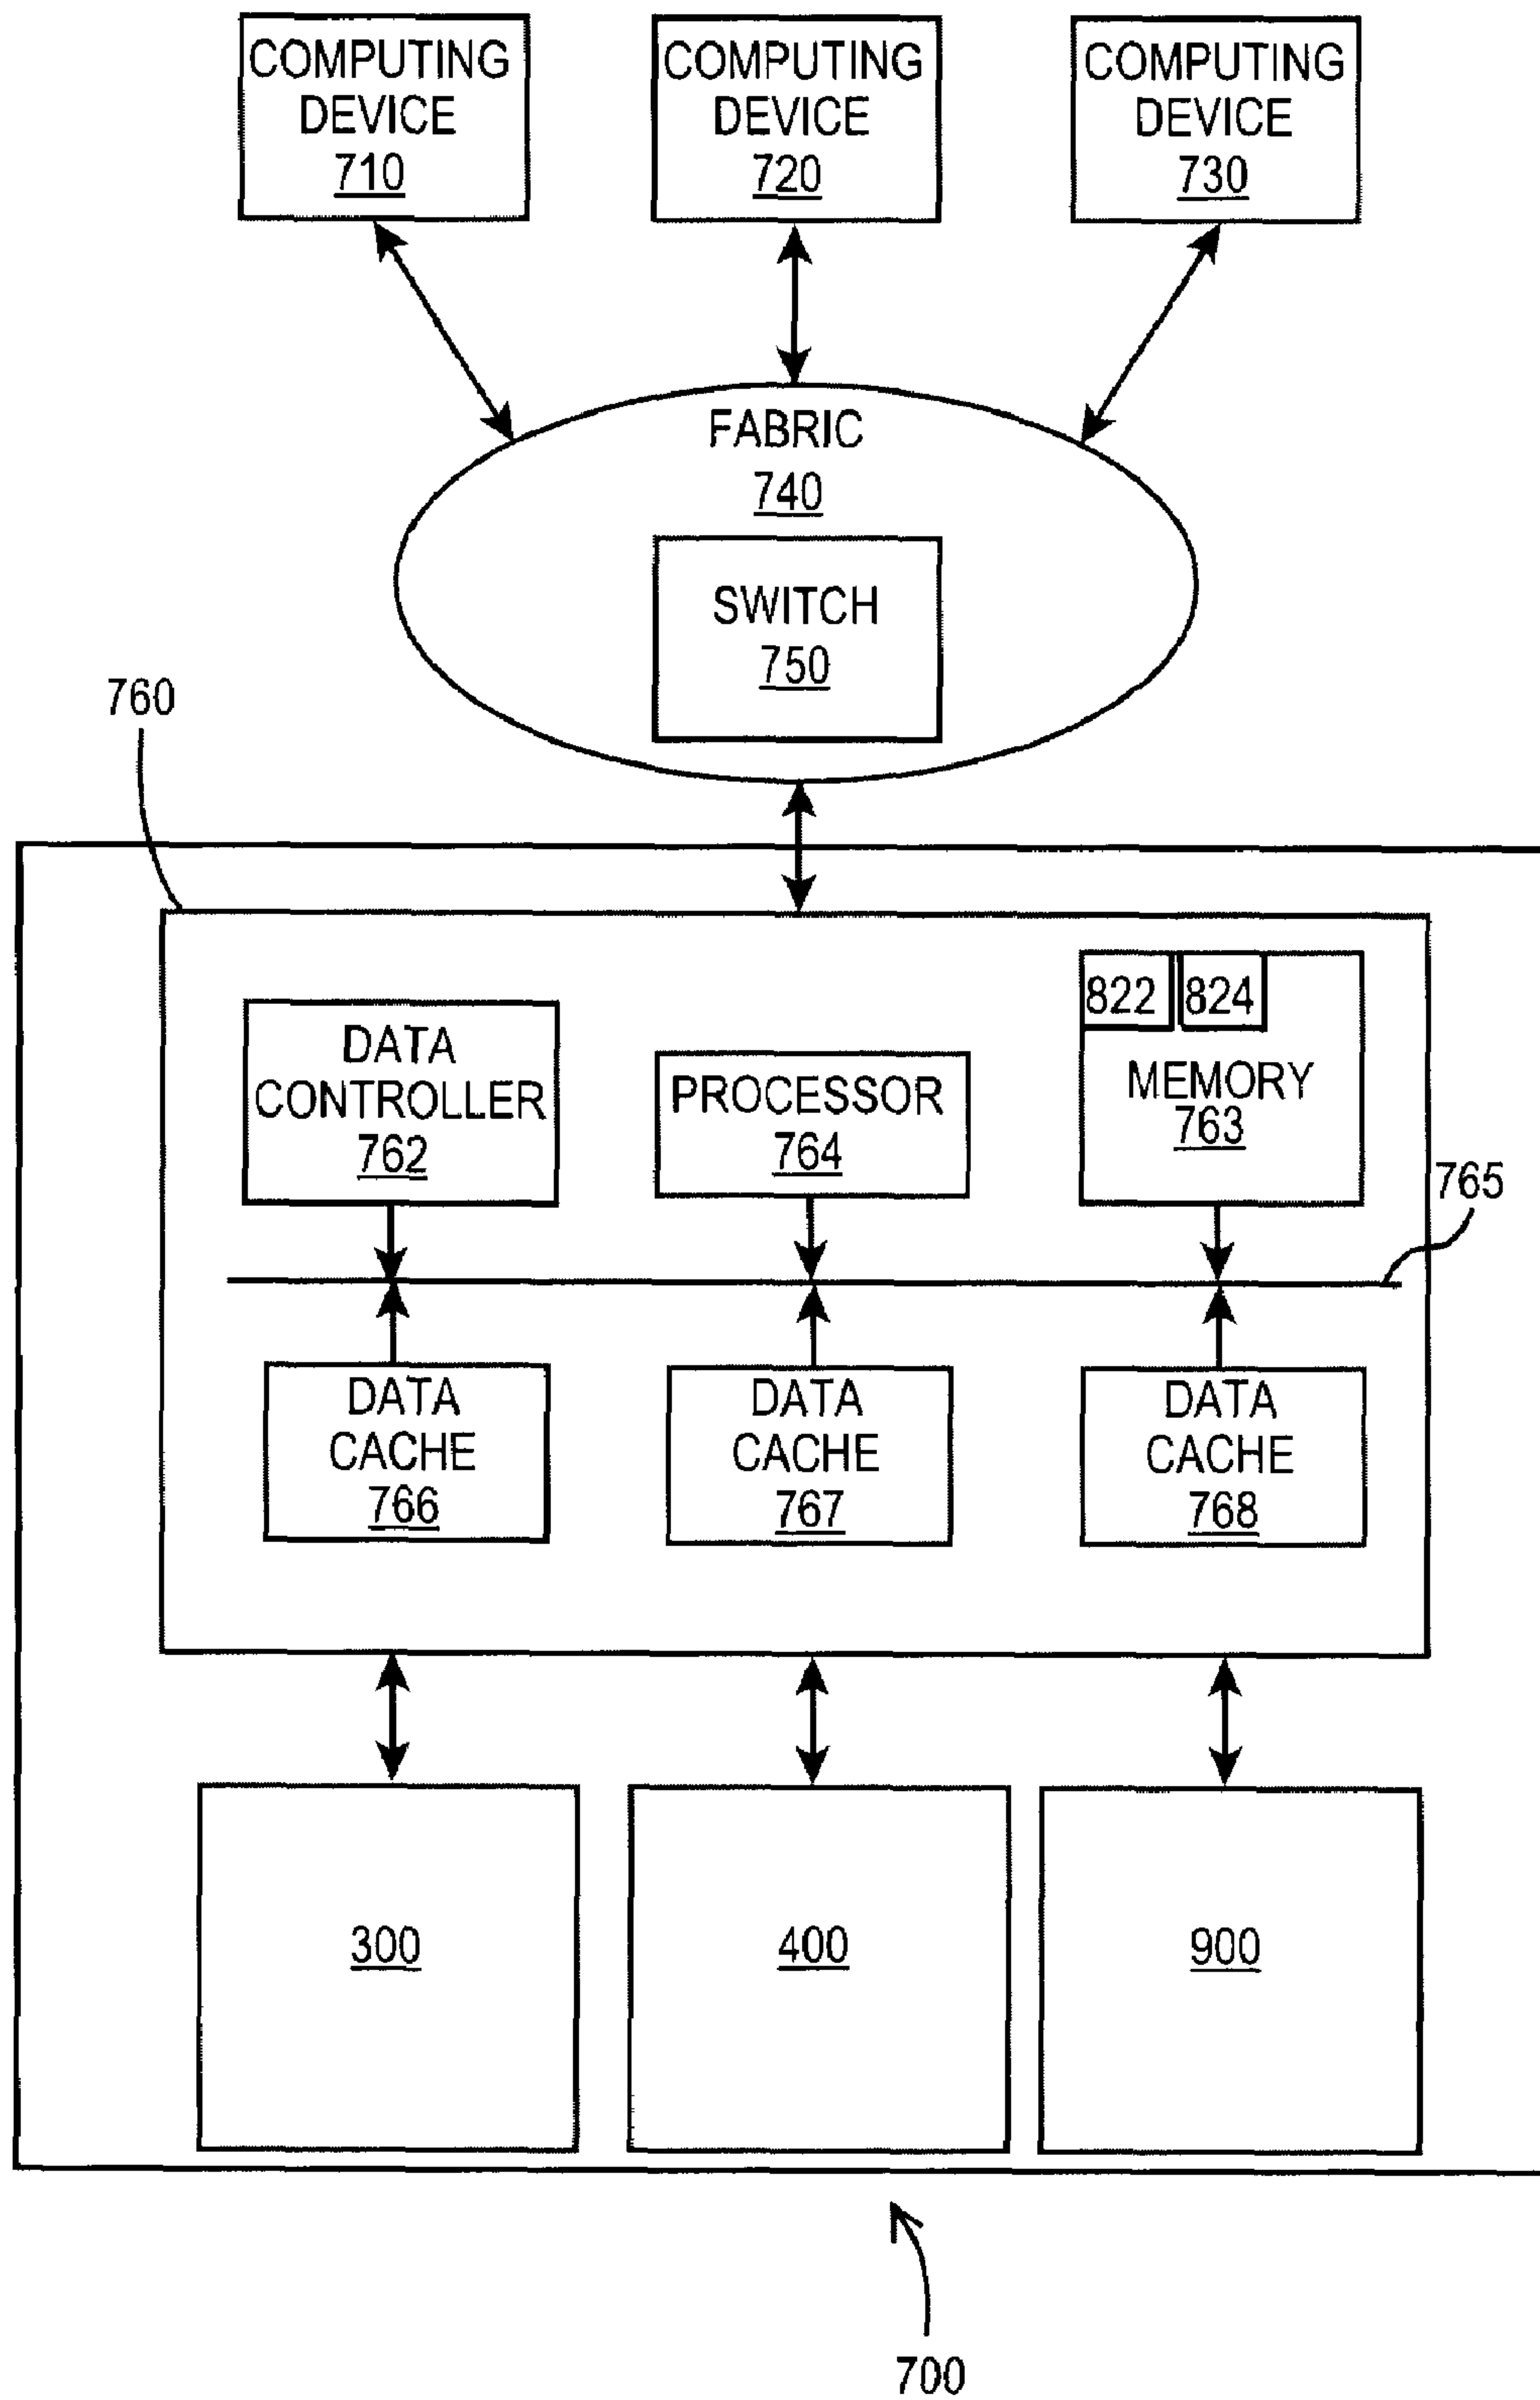 COMPUTING
DEVICE
710
COMPUTING
DEVICE
720
COMPUTING
DEVICE
730
FABRIC
740
SWITCH
750
760
822
824
DATA
CONTROLLER
762
PROCESSOR
764
MEMORY
763
765
DATA
CACHE
766
DATA
CACHE
767
DATA
CACHE
768
300
400
900
700